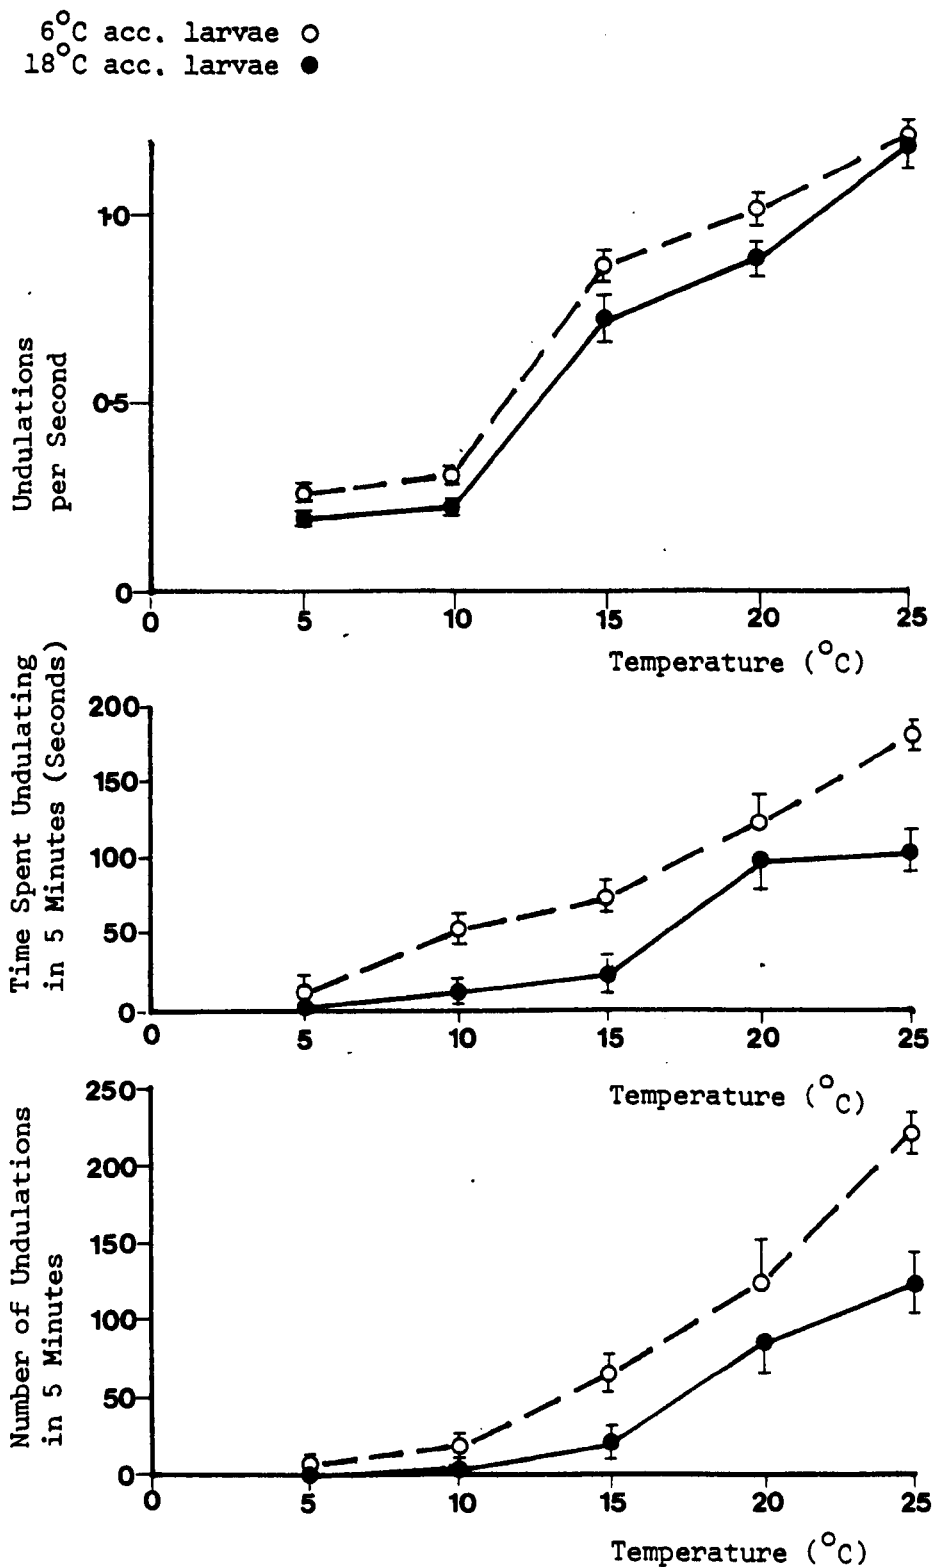 6°C acc. larvae
18°C acc. larvae
Undulations
per Second
1·0
0·5
0
0 5 10 15 20 25
Temperature (°C)
Time Spent Undulating
in 5 Minutes (Seconds)
200
150
100
50
0
0 5 10 15 20 25
Temperature (°C)
Number of Undulations
in 5 Minutes
250
200
150
100
50
0
0 5 10 15 20 25
Temperature (°C)